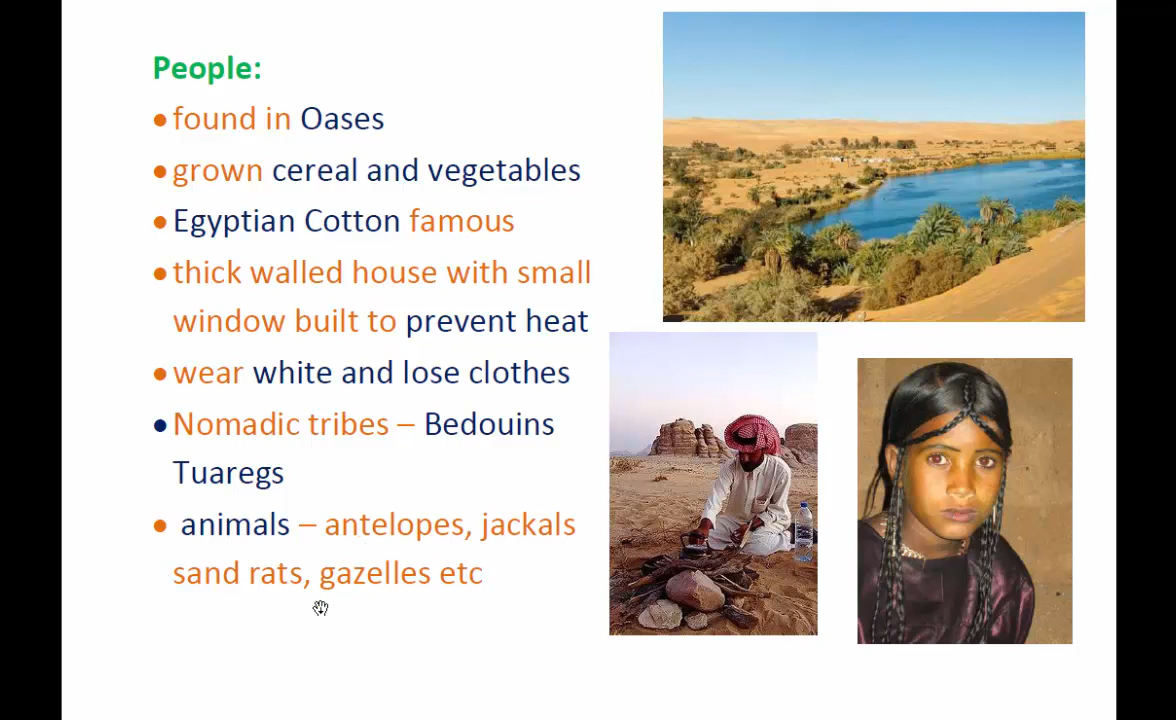 People:
• found in Oases
• grown cereal and vegetables
• Egyptian Cotton famous
• thick walled house with small
window built to prevent heat
• wear white and lose clothes
• Nomadic tribes – Bedouins
Tuaregs
• animals – antelopes, jackals
sand rats, gazelles etc